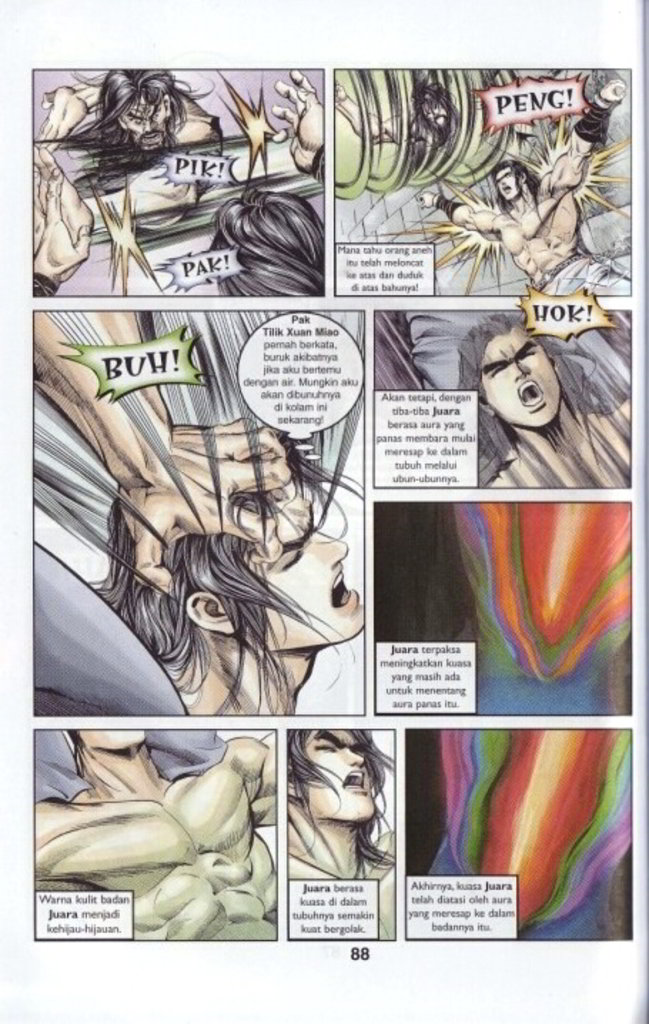 PIK!
PAK!
PENG!
Mana tahu orang aneh
itu telah meloncat
ke atas dan duduk
di atas bahunya!
BUH!
Pak
Tilik Xuan Miao
pernah berkata,
buruk akibatnya
jika aku bertemu
dengan air. Mungkin aku
akan dibunuhnya
di kolam ini
sekarang!
HOK!
Akan tetapi, dengan
tiba-tiba Juara
berasa aura yang
panas membara mulai
meresap ke dalam
tubuh melalui
ubun-ubunnya.
Juara terpaksa
meningkatkan kuasa
yang masih ada
untuk menentang
aura panas itu.
Warna kulit badan
Juara menjadi
kehijau-hijauan.
Juara berasa
kuasa di dalam
tubuhnya semakin
kuat bergolak.
Akhirnya, kuasa Juara
telah diatasi oleh aura
yang meresap ke dalam
badannya itu.
88